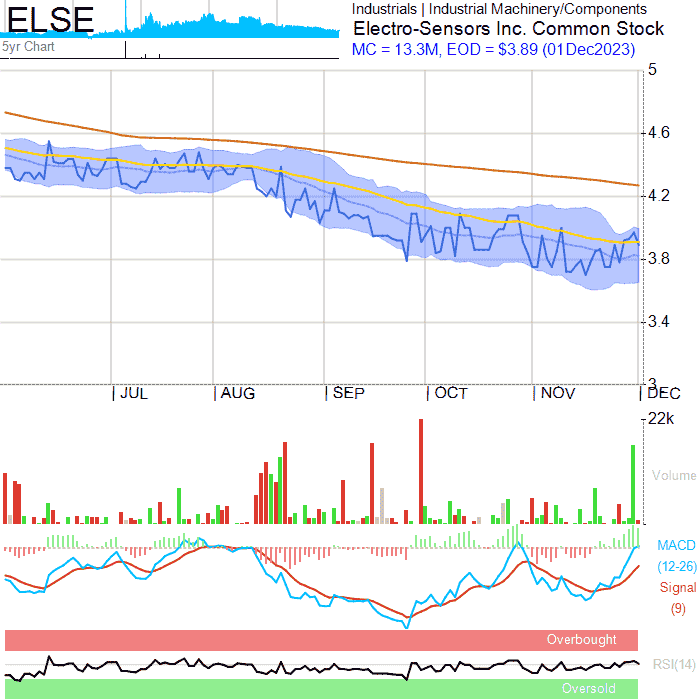 ELSE
5yr Chart
Industrials | Industrial Machinery/Components
Electro-Sensors Inc. Common Stock
MC = 13.3M, EOD = $3.89 (01Dec2023)
5
4.6
4.2
3.8
3.4
3
JUL
AUG
SEP
OCT
NOV
DEC
22k
Volume
MACD
(12-26)
Signal
(9)
Overbought
RSI(14)
Oversold